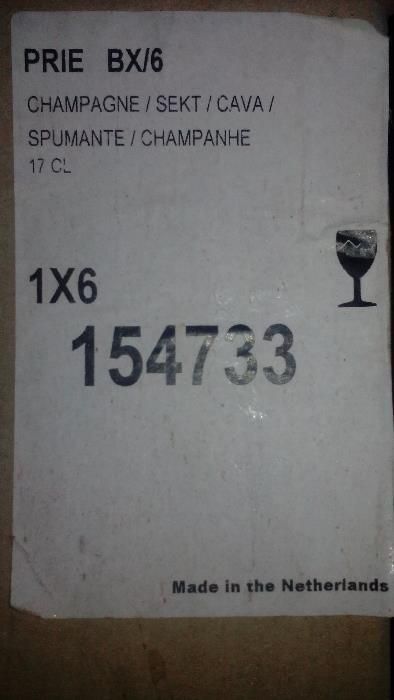 PRIE BX/6
CHAMPAGNE / SEKT / CAVA /
SPUMANTE / CHAMPANHE
17 CL
1X6
154733
Made in the Netherlands